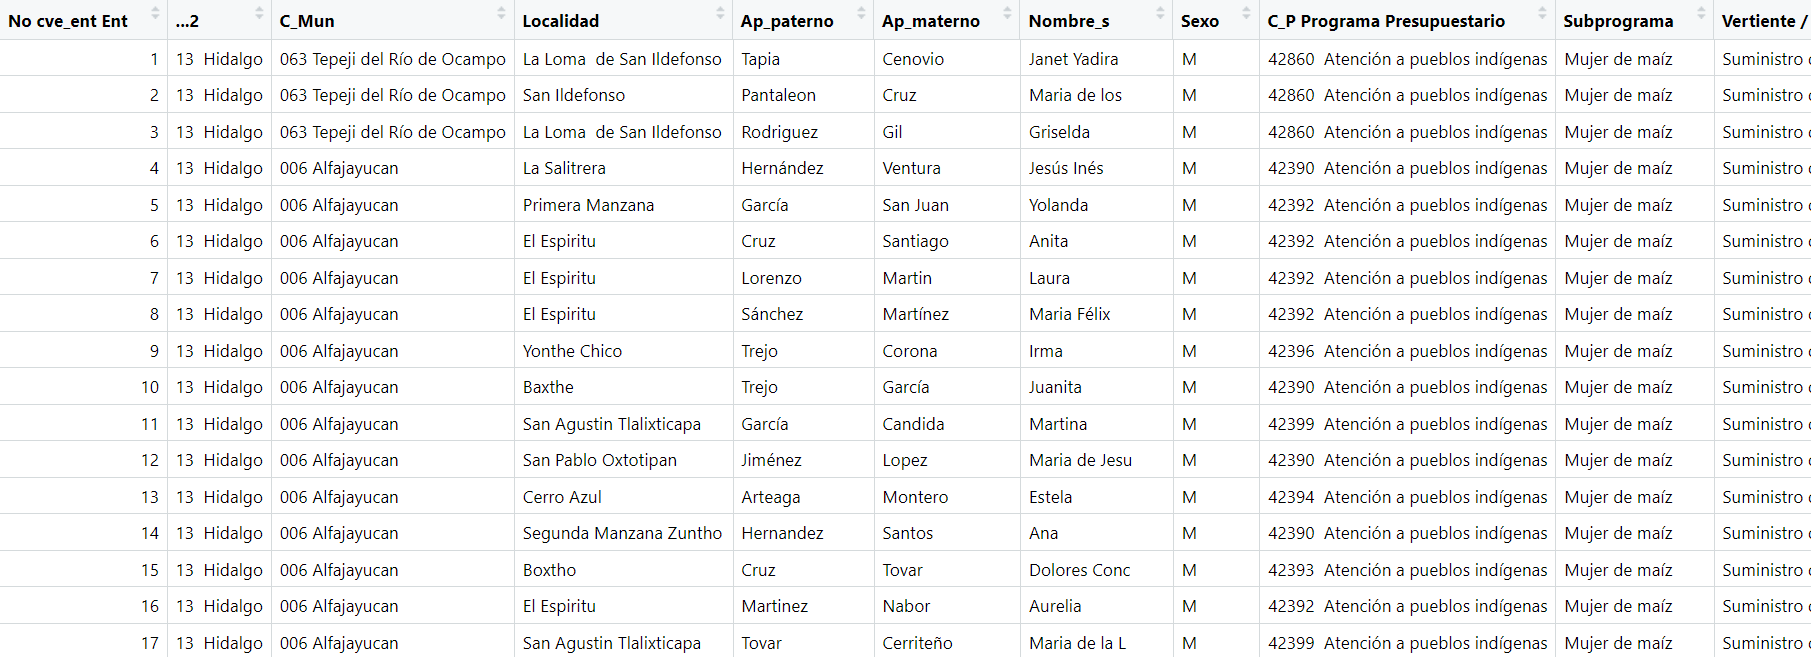 No cve_ent Ent ...2 C_Mun Localidad Ap_paterno Ap_materno Nombre_s Sexo C_P Programa Presupuestario Subprograma Vertiente /
1 13 Hidalgo 063 Tepeji del Río de Ocampo La Loma de San Ildefonso Tapia Cenovio Janet Yadira M 42860 Atención a pueblos indígenas Mujer de maíz Suministro
2 13 Hidalgo 063 Tepeji del Río de Ocampo San Ildefonso Pantaleon Cruz Maria de los M 42860 Atención a pueblos indígenas Mujer de maíz Suministro
3 13 Hidalgo 063 Tepeji del Río de Ocampo La Loma de San Ildefonso Rodriguez Gil Griselda M 42860 Atención a pueblos indígenas Mujer de maíz Suministro
4 13 Hidalgo 006 Alfajayucan La Salitrera Hernández Ventura Jesús Inés M 42390 Atención a pueblos indígenas Mujer de maíz Suministro
5 13 Hidalgo 006 Alfajayucan Primera Manzana García San Juan Yolanda M 42392 Atención a pueblos indígenas Mujer de maíz Suministro
6 13 Hidalgo 006 Alfajayucan El Espiritu Cruz Santiago Anita M 42392 Atención a pueblos indígenas Mujer de maíz Suministro
7 13 Hidalgo 006 Alfajayucan El Espiritu Lorenzo Martin Laura M 42392 Atención a pueblos indígenas Mujer de maíz Suministro
8 13 Hidalgo 006 Alfajayucan El Espiritu Sánchez Martínez Maria Félix M 42392 Atención a pueblos indígenas Mujer de maíz Suministro
9 13 Hidalgo 006 Alfajayucan Yonthe Chico Trejo Corona Irma M 42396 Atención a pueblos indígenas Mujer de maíz Suministro
10 13 Hidalgo 006 Alfajayucan Baxthe Trejo García Juanita M 42390 Atención a pueblos indígenas Mujer de maíz Suministro
11 13 Hidalgo 006 Alfajayucan San Agustin Tlalixticapa García Candida Martina M 42399 Atención a pueblos indígenas Mujer de maíz Suministro
12 13 Hidalgo 006 Alfajayucan San Pablo Oxtotipan Jiménez Lopez Maria de Jesu M 42390 Atención a pueblos indígenas Mujer de maíz Suministro
13 13 Hidalgo 006 Alfajayucan Cerro Azul Arteaga Montero Estela M 42394 Atención a pueblos indígenas Mujer de maíz Suministro
14 13 Hidalgo 006 Alfajayucan Segunda Manzana Zuntho Hernandez Santos Ana M 42390 Atención a pueblos indígenas Mujer de maíz Suministro
15 13 Hidalgo 006 Alfajayucan Boxtho Cruz Tovar Dolores Conc M 42393 Atención a pueblos indígenas Mujer de maíz Suministro
16 13 Hidalgo 006 Alfajayucan El Espiritu Martinez Nabor Aurelia M 42392 Atención a pueblos indígenas Mujer de maíz Suministro
17 13 Hidalgo 006 Alfajayucan San Agustin Tlalixticapa Tovar Cerriteño Maria de la L M 42399 Atención a pueblos indígenas Mujer de maíz Suministro